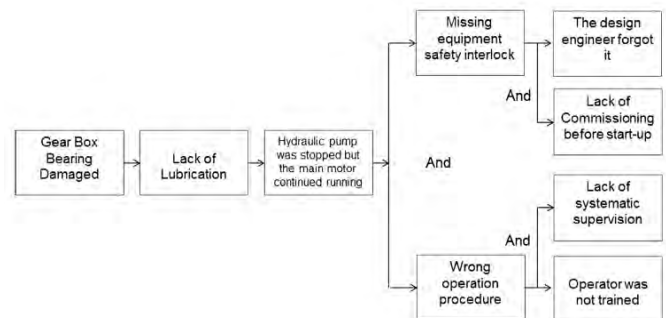 Gear Box
Bearing
Damaged
Lack of
Lubrication
Hydraulic pump
was stopped but
the main motor
continued running
And
Missing
equipment
safety interlock
And
The design
engineer forgot
it
Lack of
Commissioning
before start-up
Wrong
operation
procedure
And
Lack of
systematic
supervision
Operator was
not trained